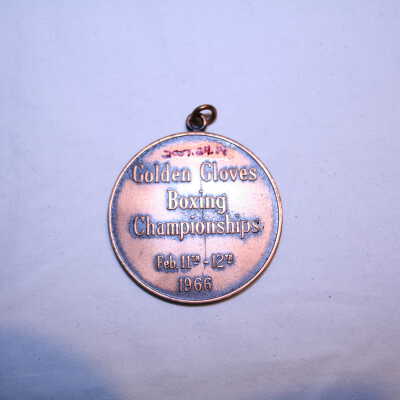 Golden Gloves
Boxing
Championships
Feb. 11th - 12th
1966